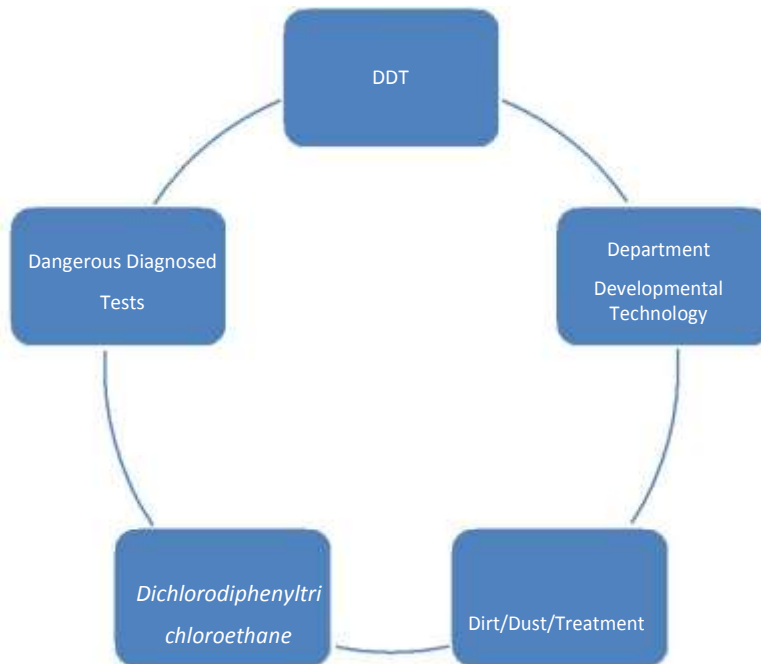 DDT
Department
Developmental
Technology
Dirt/Dust/Treatment
Dichlorodiphenyltri
chloroethane
Dangerous Diagnosed
Tests